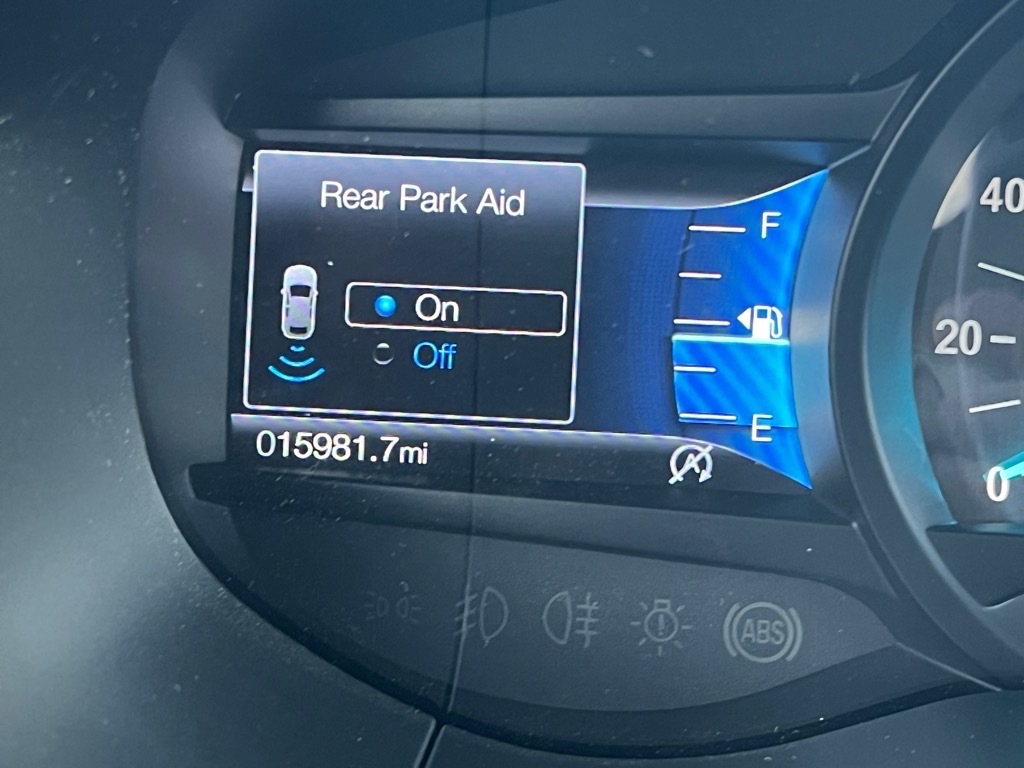 Rear Park Aid
On
Off
015981.7mi
F
E
40
20
0
ABS